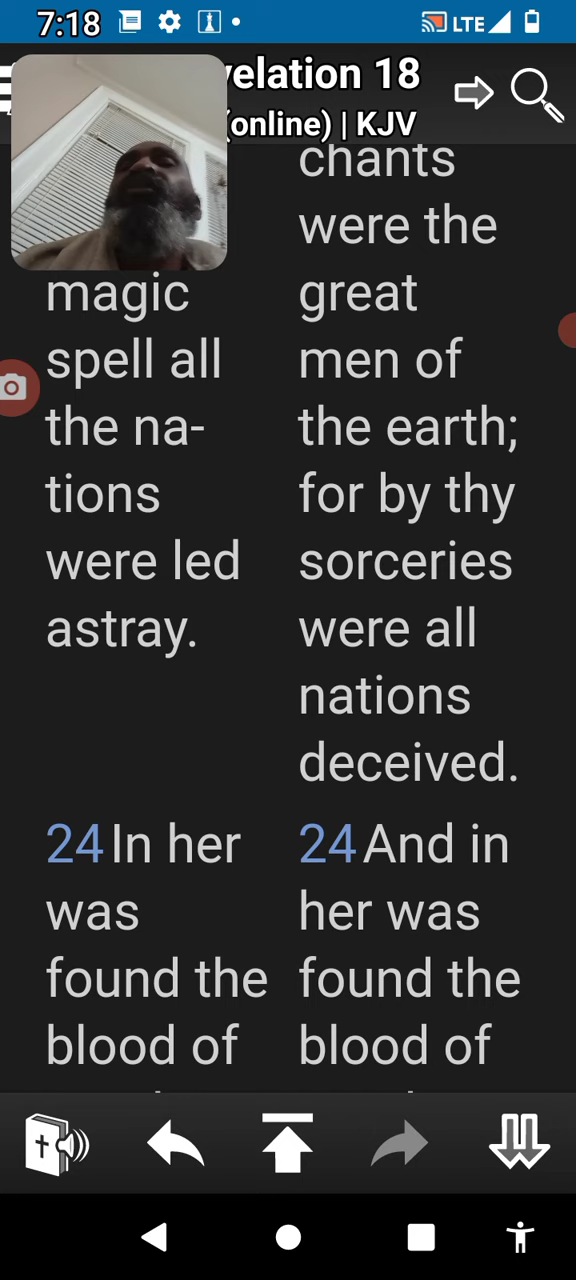 7:18
LTE
velation 18
(online) | KJV
magic
spell all
the na-
tions
were led
astray.
24 In her
was
found the
blood of
chants
were the
great
men of
the earth;
for by thy
sorceries
were all
nations
deceived.
24 And in
her was
found the
blood of